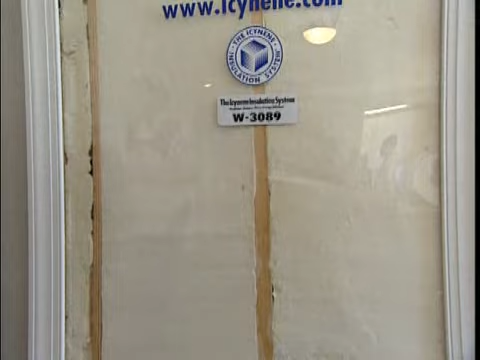 www.Icynene.com
THE ICYNENE
INSULATION SYSTEM
The Icynene Insulation System
W-3089